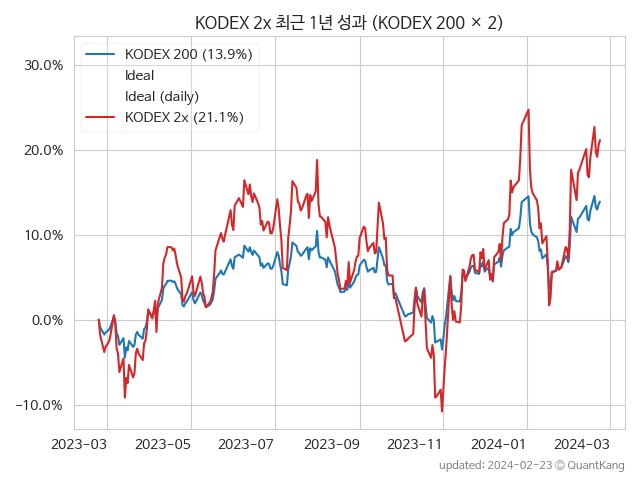 KODEX 2x 최근 1년 성과 (KODEX 200 × 2)
KODEX 200 (13.9%)
Ideal
Ideal (daily)
KODEX 2x (21.1%)
30.0%
20.0%
10.0%
0.0%
−10.0%
2023−03 2023−05 2023−07 2023−09 2023−11 2024−01 2024−03
updated: 2024-02-23 © QuantKang